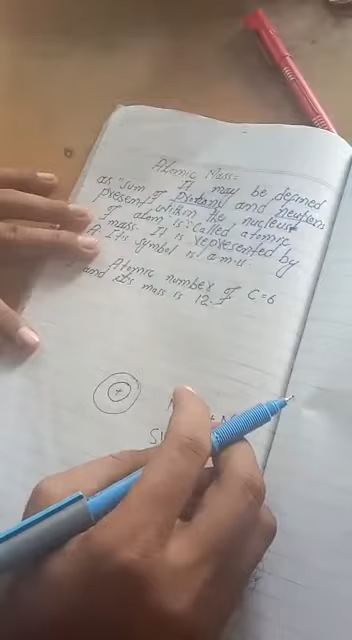 Atomic Mass:
It may be defined
as "sum of protons and neutrons
present within the nucleus
of atom is called atomic
mass. It is represented by
A. Its symbol is a.m.u.
Atomic number of C=6
and it's mass is 12.
+